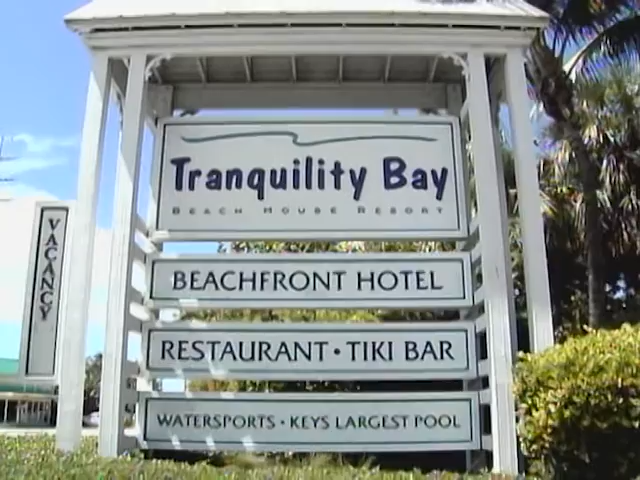 Tranquility Bay
BEACH HOUSE RESORT
VACANCY
BEACHFRONT HOTEL
RESTAURANT • TIKI BAR
WATERSPORTS • KEYS LARGEST POOL